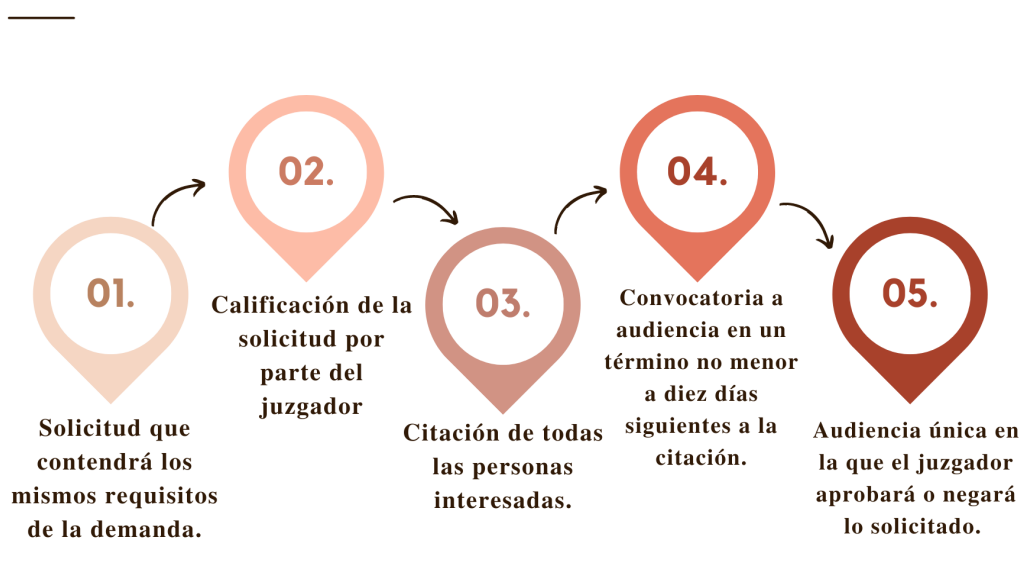 01.
Solicitud que
contendrá los
mismos requisitos
de la demanda.
02.
Calificación de la
solicitud por
parte del
juzgador
03.
Citación de todas
las personas
interesadas.
04.
Convocatoria a
audiencia en un
término no menor
a diez días
siguientes a la
citación.
05.
Audiencia única en
la que el juzgador
aprobará o negará
lo solicitado.